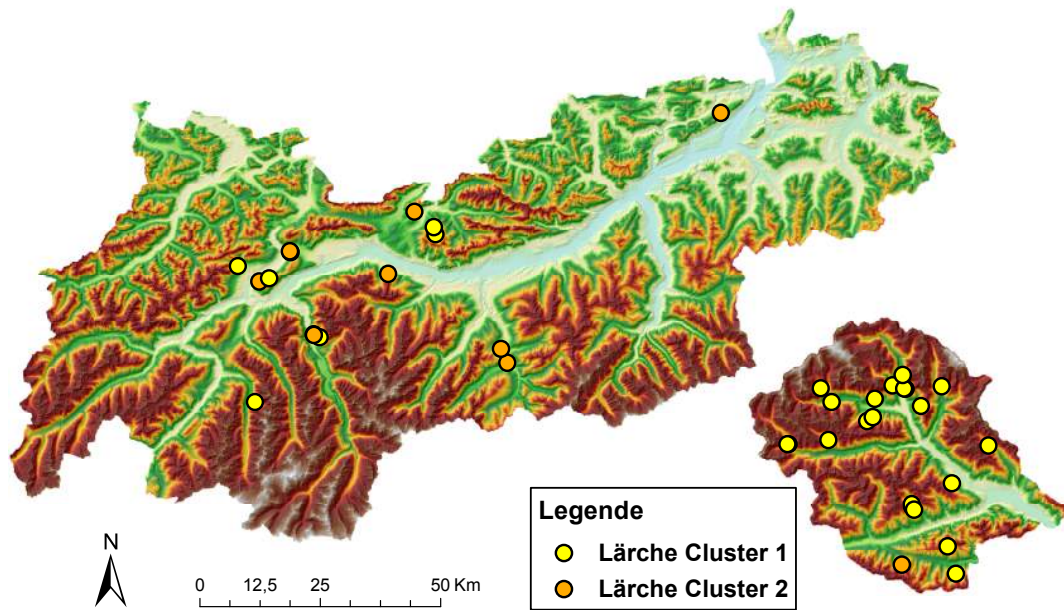 Legende
Lärche Cluster 1
Lärche Cluster 2
N
0 12,5 25 50 Km